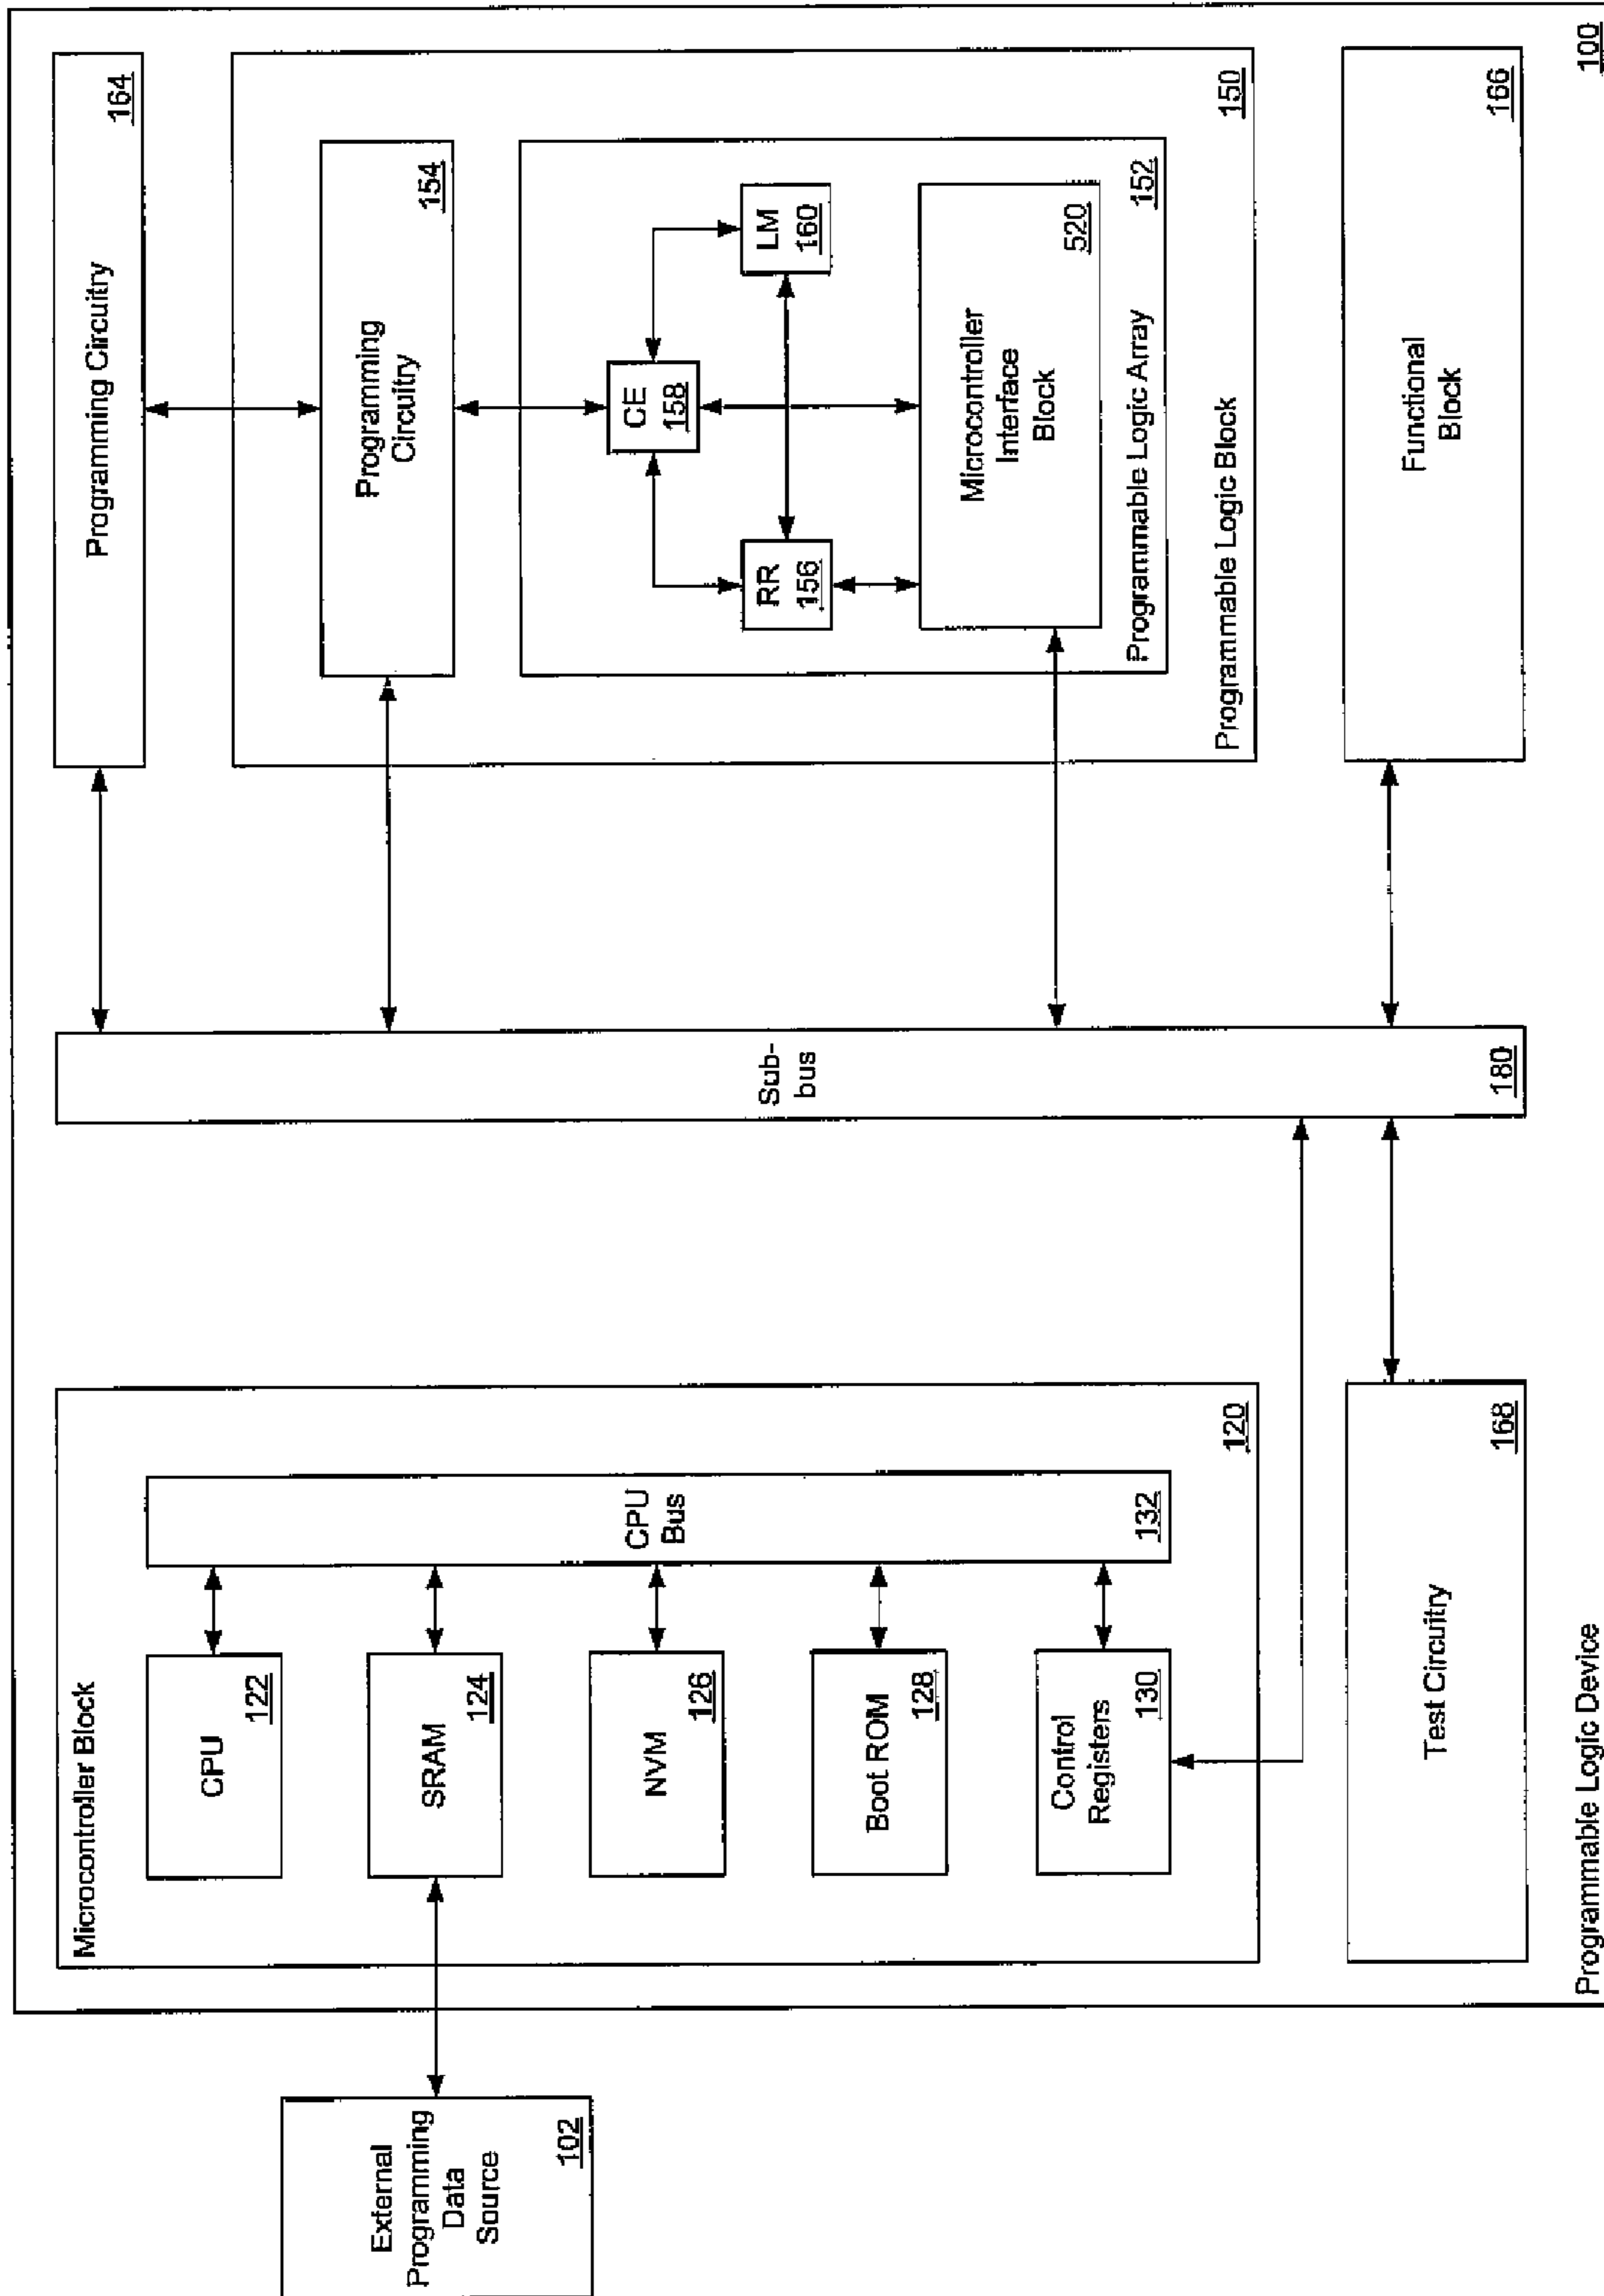 External
Programming
Data
Source
102
Microcontroller Block
CPU
122
SRAM
124
NVM
126
Boot ROM
128
Control
Registers
130
CPU
Bus
132
120
Test Circuitry
168
Sub-
bus
180
Programming Circuitry
164
Programming
Circuitry
154
CE
158
RR
156
LM
160
Microcontroller
Interface
Block
520
Programmable Logic Array
152
Programmable Logic Block
150
Functional
Block
166
Programmable Logic Device
100